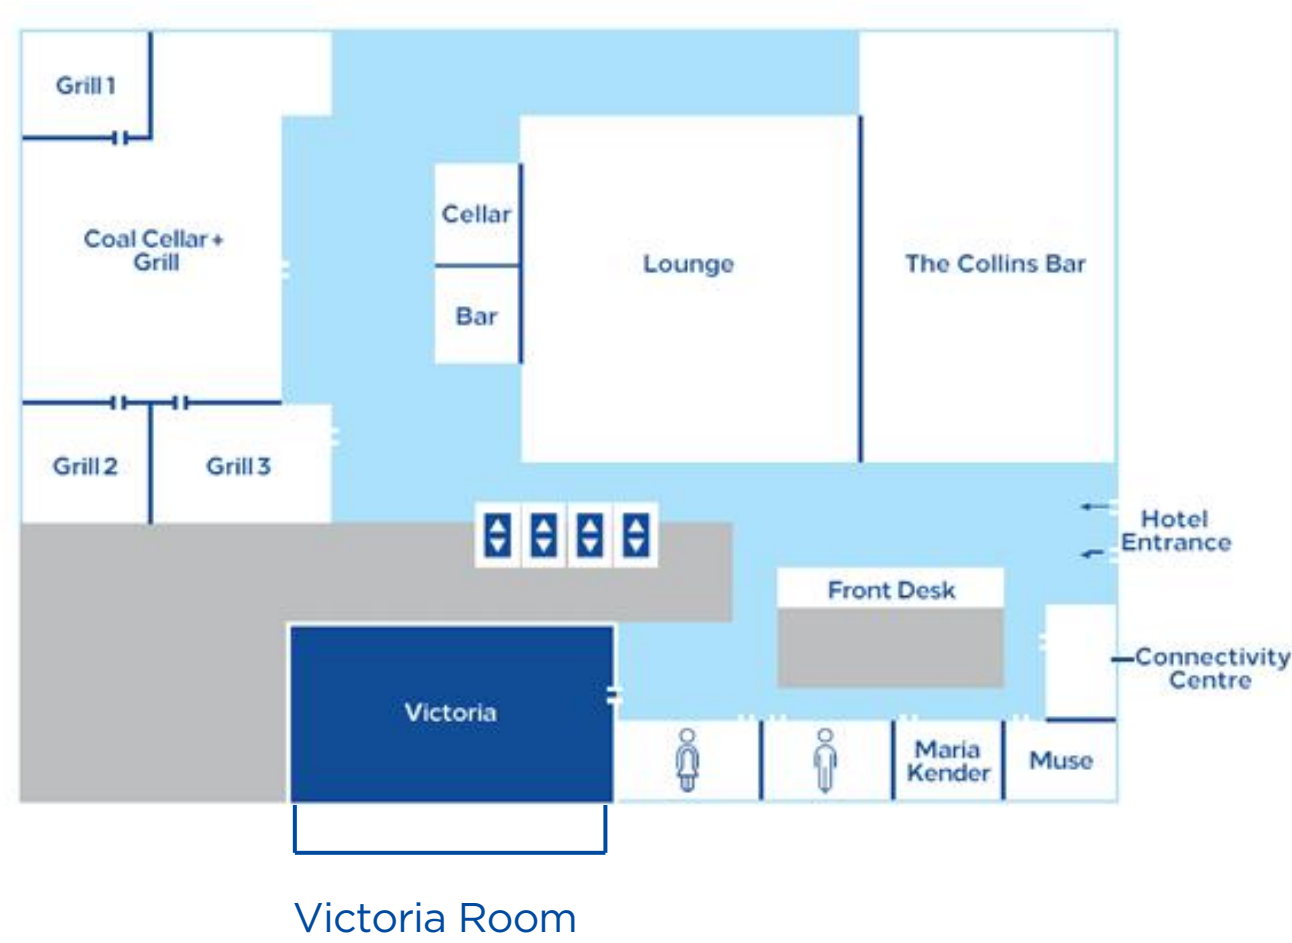 Grill 1
Coal Cellar +
Grill
Cellar
Bar
Lounge
The Collins Bar
Grill 2
Grill 3
Hotel
Entrance
Front Desk
Connectivity
Centre
Victoria
Maria
Kender
Muse
Victoria Room